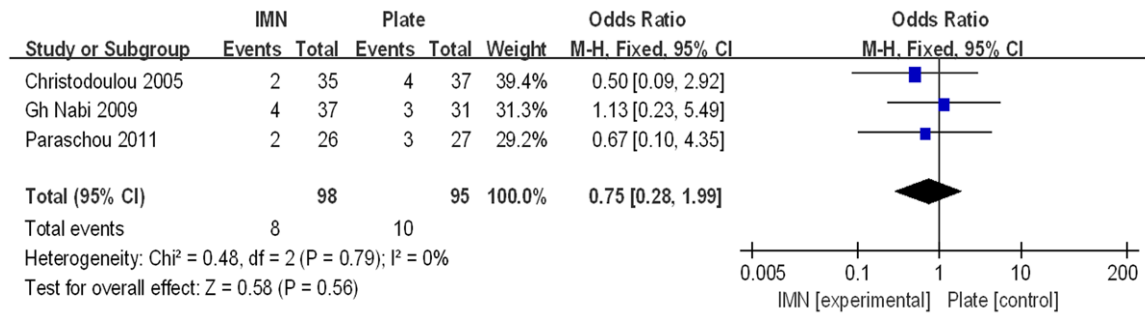 IMN Plate Odds Ratio Odds Ratio
Study or Subgroup Events Total Events Total Weight M-H, Fixed, 95% CI M-H, Fixed, 95% CI
Christodoulou 2005 2 35 4 37 39.4% 0.50 [0.09, 2.92]
Gh Nabi 2009 4 37 3 31 31.3% 1.13 [0.23, 5.49]
Paraschou 2011 2 26 3 27 29.2% 0.67 [0.10, 4.35]
Total (95% CI) 98 95 100.0% 0.75 [0.28, 1.99]
Total events 8 10
Heterogeneity: Chi² = 0.48, df = 2 (P = 0.79); I² = 0%
Test for overall effect: Z = 0.58 (P = 0.56)
0.005 0.1 1 10 200
IMN [experimental] Plate [control]